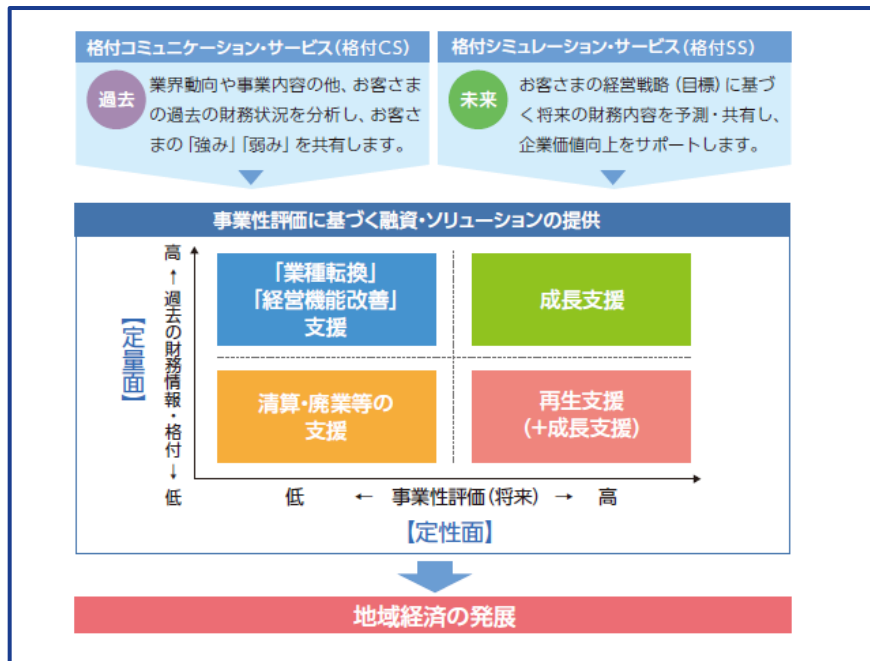 格付コミュニケーション・サービス(格付CS)
過去
業界動向や事業内容の他、お客さま
の過去の財務状況を分析し、お客さ
まの「強み」「弱み」を共有します。
格付シミュレーション・サービス(格付SS)
未来
お客さまの経営戦略(目標)に基づ
く将来の財務内容を予測・共有し、
企業価値向上をサポートします。
事業性評価に基づく融資・ソリューションの提供
【定量面】
高 ← 過去の財務情報・格付 → 低
「業種転換」
「経営機能改善」
支援
成長支援
清算・廃業等の
支援
再生支援
(+成長支援)
低 ← 事業性評価(将来) → 高
【定性面】
地域経済の発展